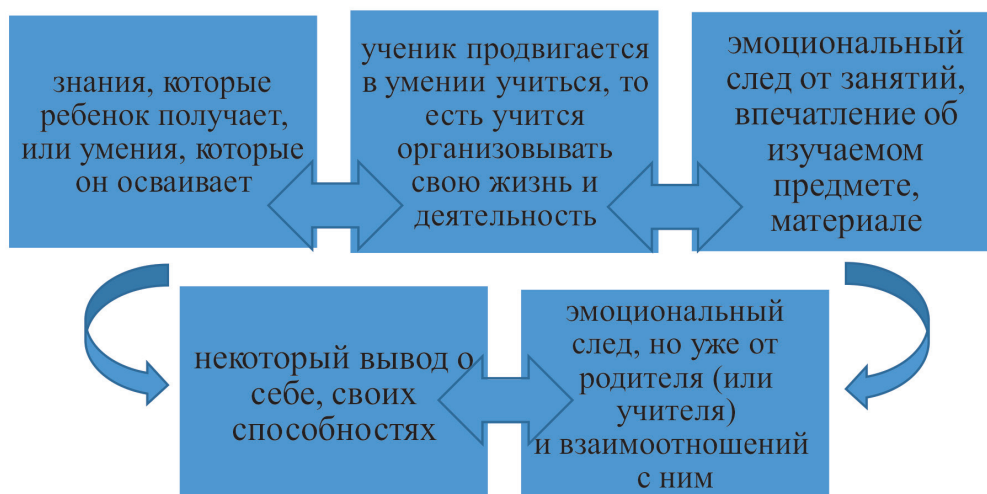 знания, которые
ребенок получает,
или умения, которые
он осваивает
ученик продвигается
в умении учиться, то
есть учится
организовывать
свою жизнь и
деятельность
эмоциональный
след от занятий,
впечатление об
изучаемом
предмете,
материале
некоторый вывод о
себе, своих
способностях
эмоциональный
след, но уже от
родителя (или
учителя)
и взаимоотношений
с ним